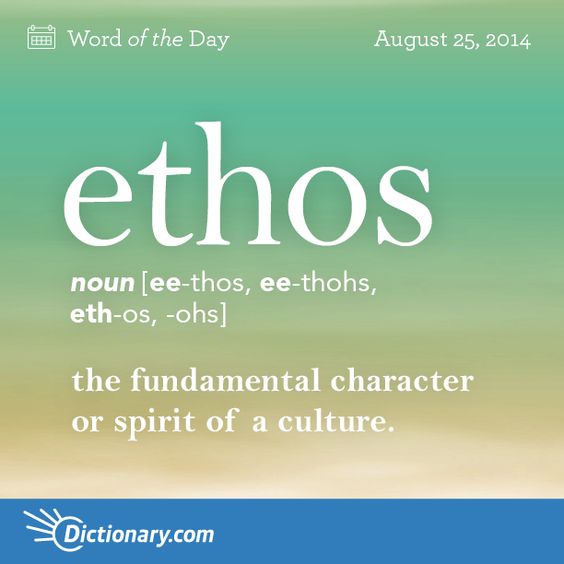 Word of the Day
August 25, 2014
ethos
noun [ee-thos, ee-thohs,
eth-os, -ohs]
the fundamental character
or spirit of a culture.
Dictionary.com